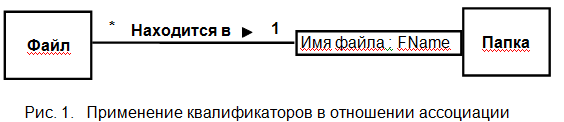 Файл * Находится в ► 1 Имя файла : FName Папка
Рис. 1. Применение квалификаторов в отношении ассоциации